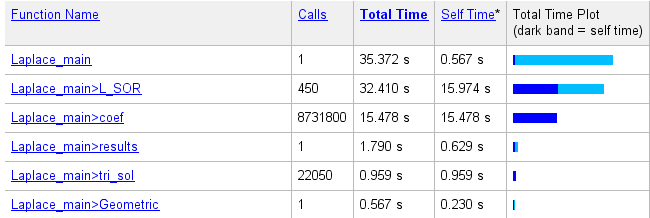 Function Name Calls Total Time Self Time* Total Time Plot
(dark band = self time)
Laplace_main 1 35.372 s 0.567 s
Laplace_main>L_SOR 450 32.410 s 15.974 s
Laplace_main>coef 8731800 15.478 s 15.478 s
Laplace_main>results 1 1.790 s 0.629 s
Laplace_main>tri_sol 22050 0.959 s 0.959 s
Laplace_main>Geometric 1 0.567 s 0.230 s